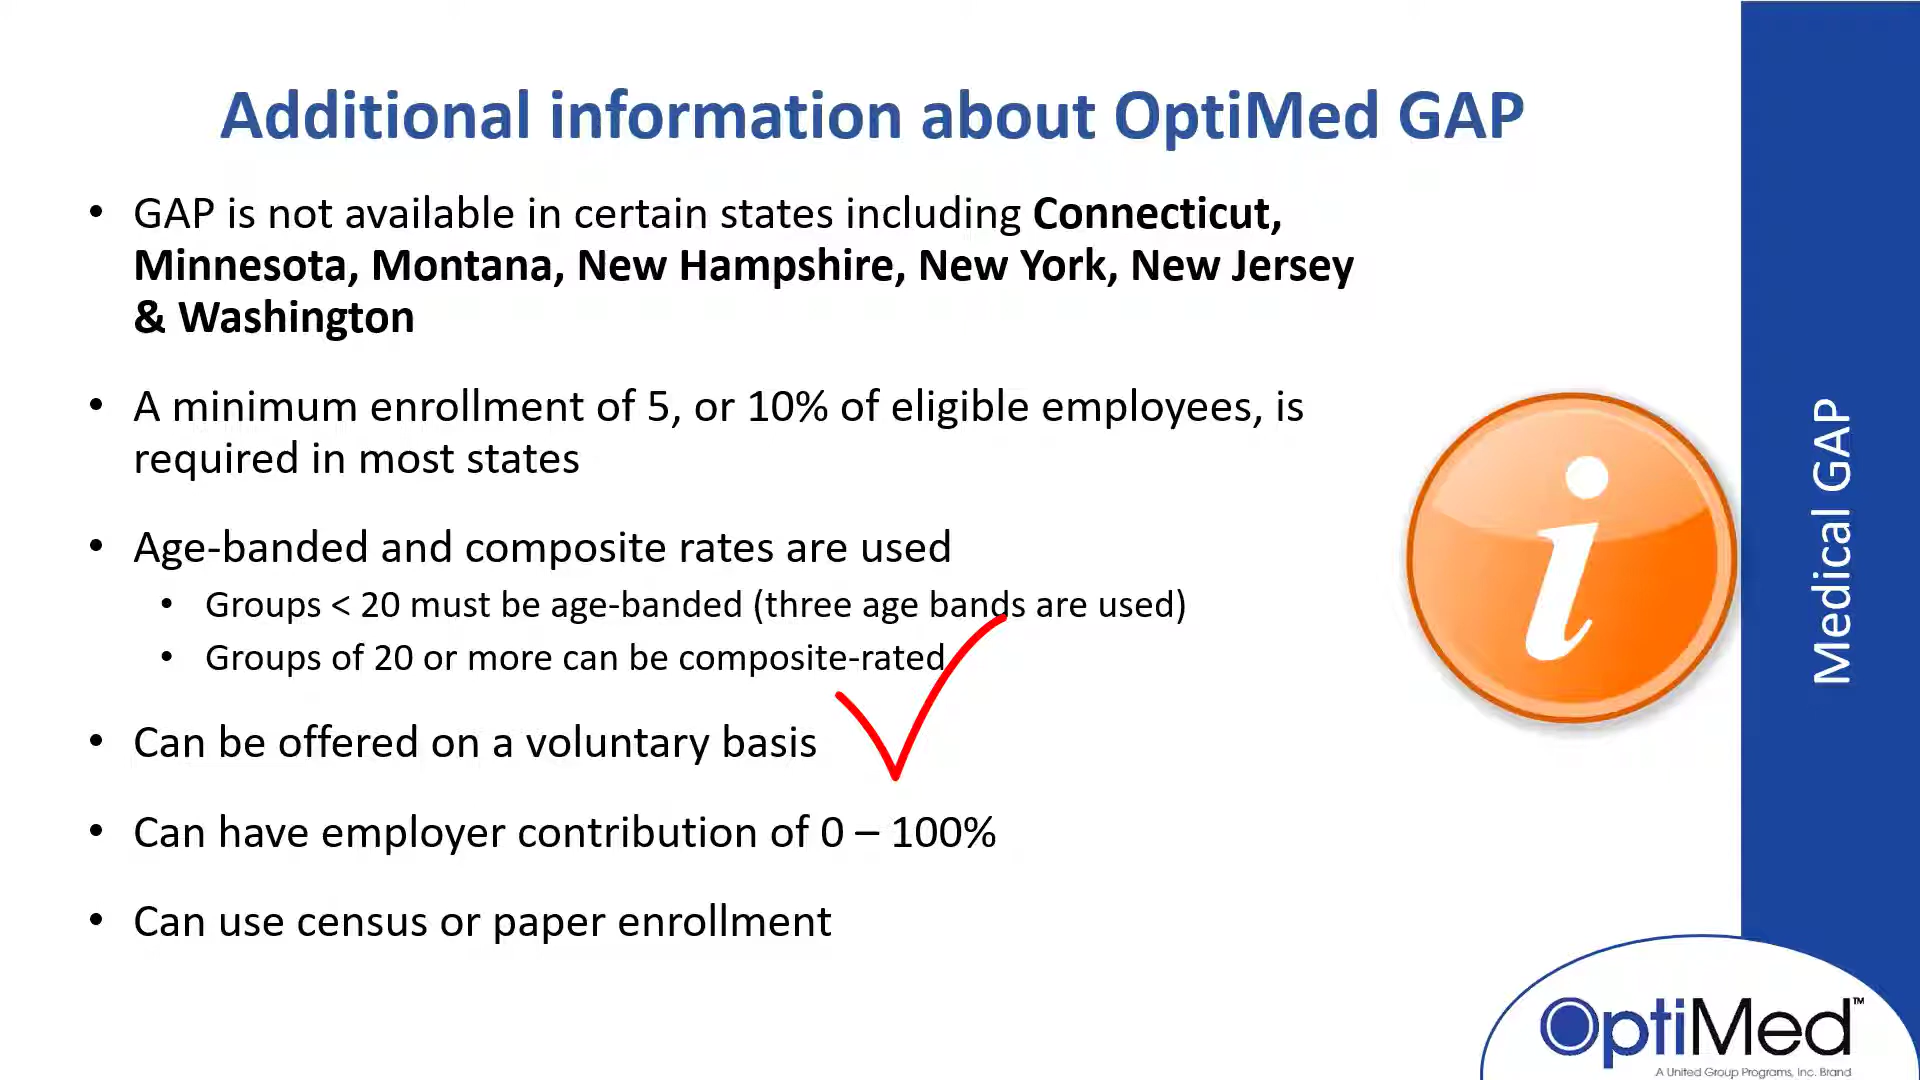 Additional information about OptiMed GAP
• GAP is not available in certain states including Connecticut,
Minnesota, Montana, New Hampshire, New York, New Jersey
& Washington
• A minimum enrollment of 5, or 10% of eligible employees, is
required in most states
• Age-banded and composite rates are used
• Groups < 20 must be age-banded (three age bands are used)
• Groups of 20 or more can be composite-rated
• Can be offered on a voluntary basis
• Can have employer contribution of 0 – 100%
• Can use census or paper enrollment
i
Medical GAP
OptiMed™
A United Group Programs, Inc. Brand